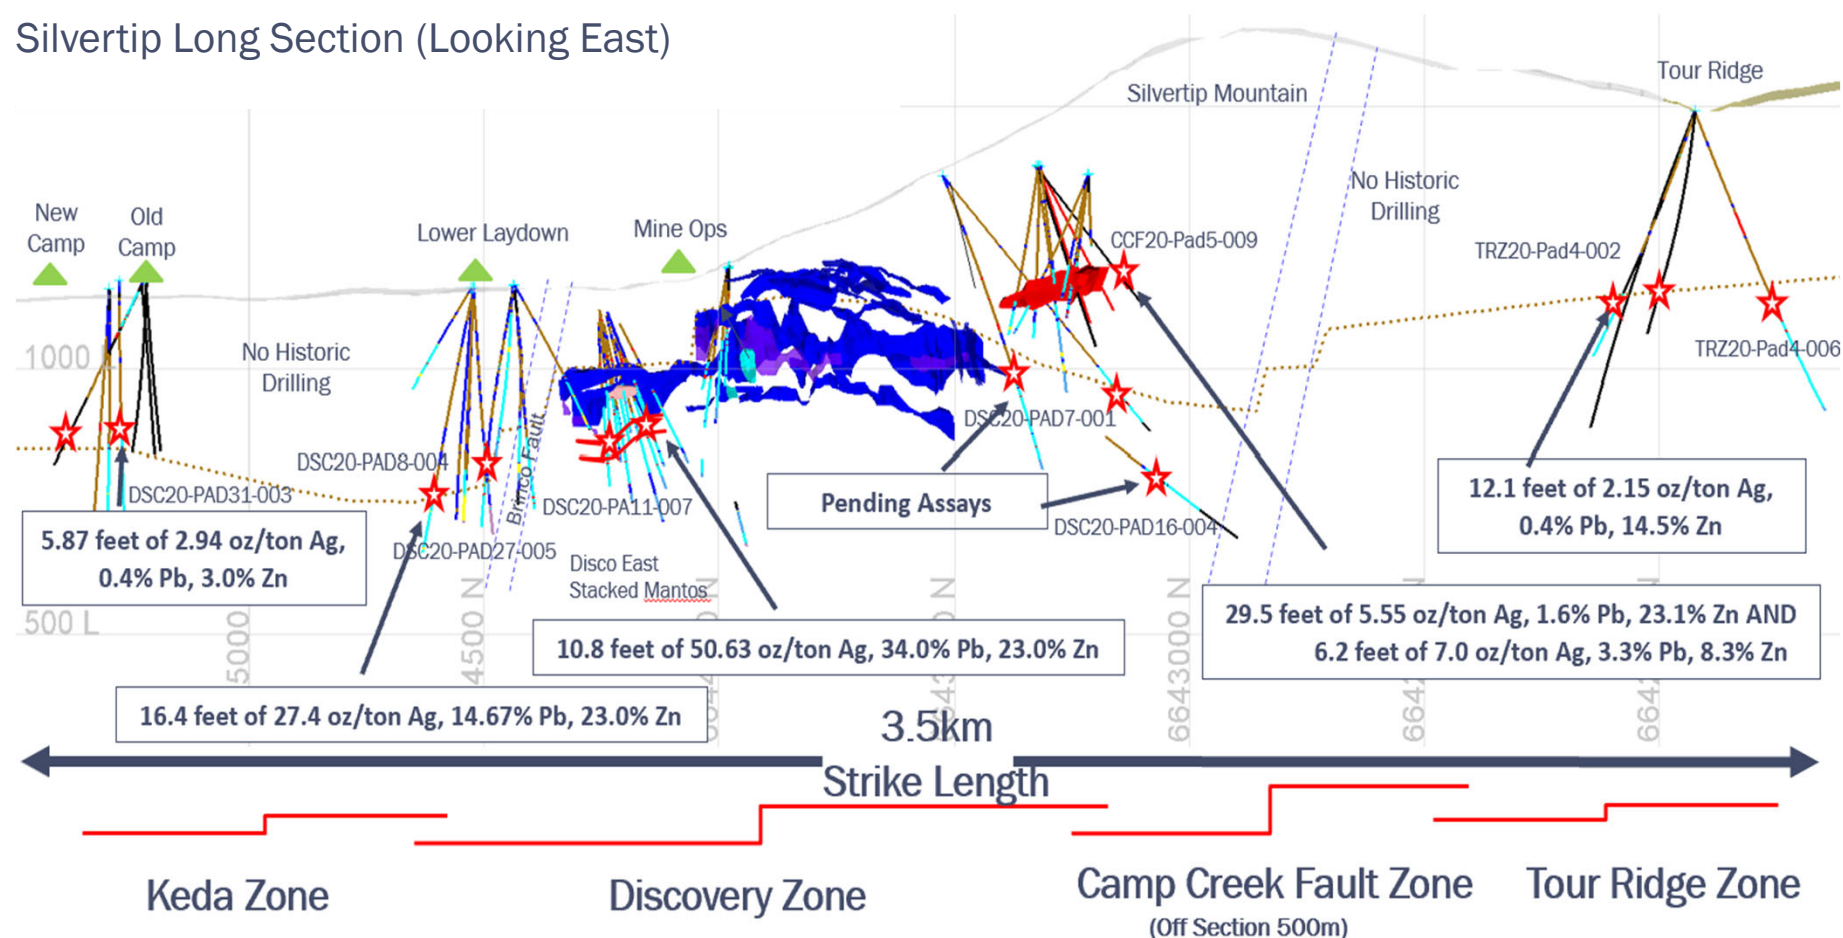 Silvertip Long Section (Looking East)
Tour Ridge
Silvertip Mountain
No Historic
Drilling
New
Camp
Old
Camp
Lower Laydown
Mine Ops
CCF20-Pad5-009
TRZ20-Pad4-002
No Historic
Drilling
1000
TRZ20-Pad4-006
DSC20-PAD7-001
DSC20-PAD8-004
Brinco Fault
DSC20-PAD31-003
DSC20-PA11-007
Pending Assays
DSC20-PAD16-004
12.1 feet of 2.15 oz/ton Ag,
0.4% Pb, 14.5% Zn
5.87 feet of 2.94 oz/ton Ag,
0.4% Pb, 3.0% Zn
DSC20-PAD27-005
Disco East
Stacked Mantos
500 L
5000
4500 N
6643000 N
10.8 feet of 50.63 oz/ton Ag, 34.0% Pb, 23.0% Zn
29.5 feet of 5.55 oz/ton Ag, 1.6% Pb, 23.1% Zn AND
6.2 feet of 7.0 oz/ton Ag, 3.3% Pb, 8.3% Zn
16.4 feet of 27.4 oz/ton Ag, 14.67% Pb, 23.0% Zn
3.5km
Strike Length
Keda Zone
Discovery Zone
Camp Creek Fault Zone
(Off Section 500m)
Tour Ridge Zone